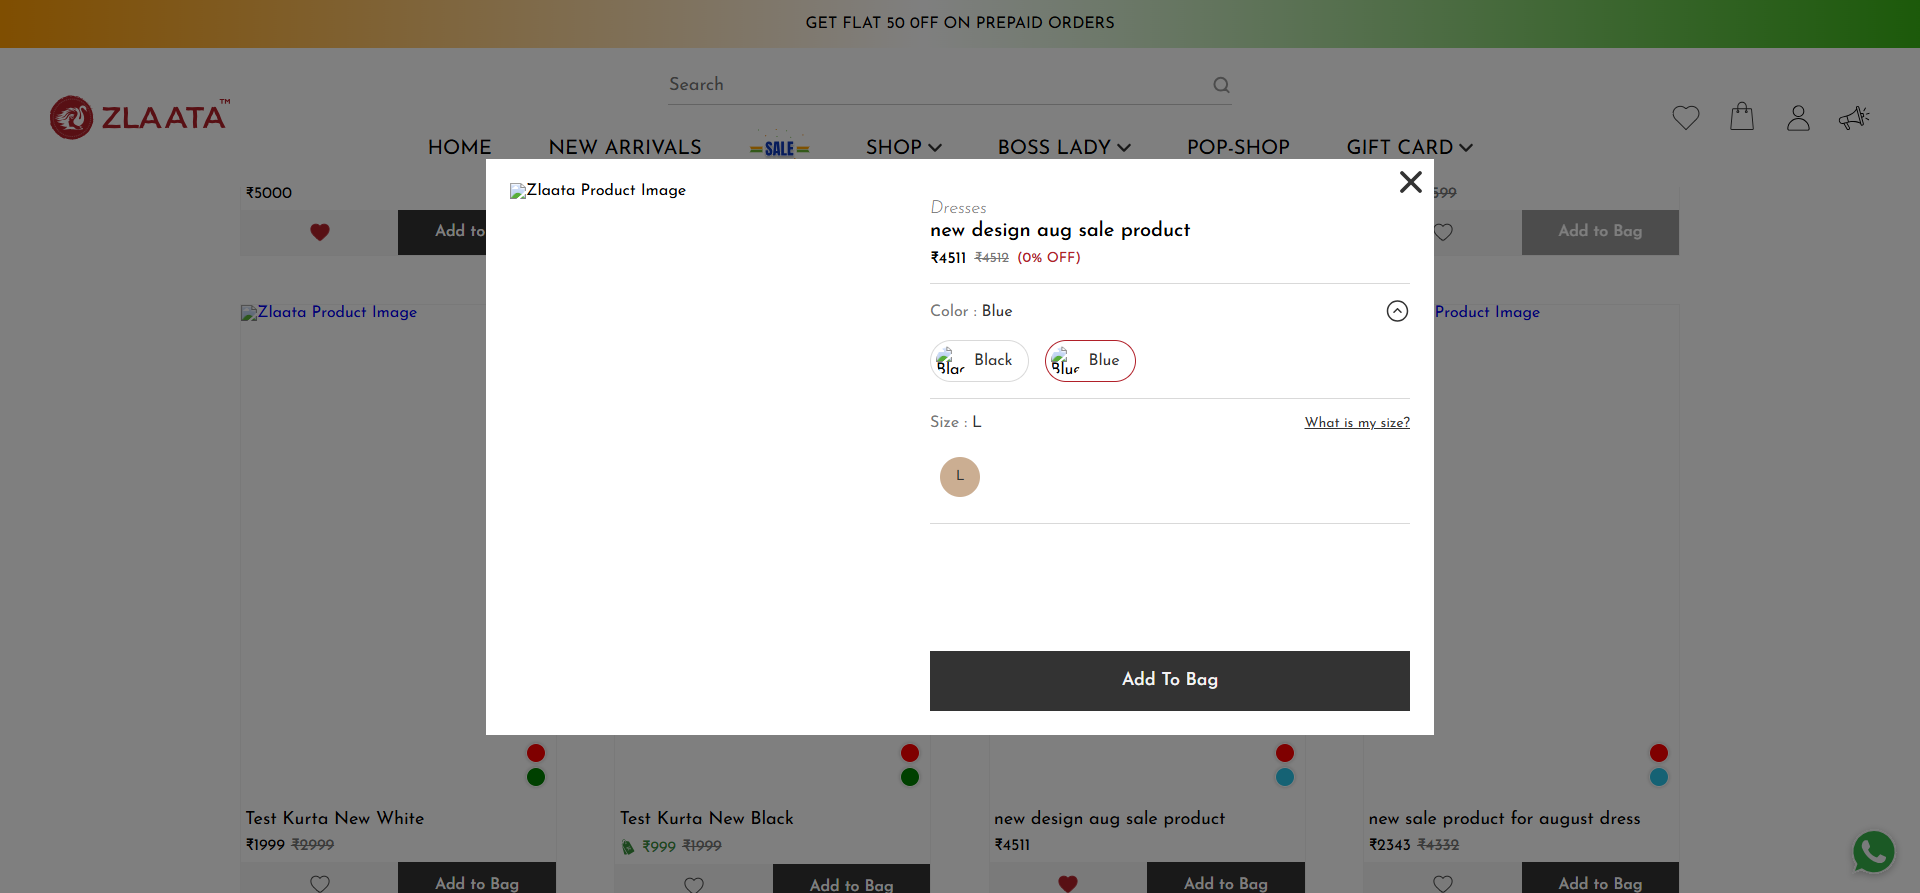 GET FLAT 50 OFF ON PREPAID ORDERS
Search
ZLAATA™
HOME NEW ARRIVALS SALE SHOP BOSS LADY POP-SHOP GIFT CARD
₹5000
Add to
599
Add to Bag
Zlaata Product Image
Dresses
new design aug sale product
₹4511 ₹4512 (0% OFF)
Color : Blue
Black Black Blue Blue
Size : L What is my size?
L
Add To Bag
Zlaata Product Image
Product Image
Test Kurta New White
₹1999 ₹2999
Add to Bag
Test Kurta New Black
₹999 ₹1999
Add to Bag
new design aug sale product
₹4511
Add to Bag
new sale product for august dress
₹2343 ₹4332
Add to Bag